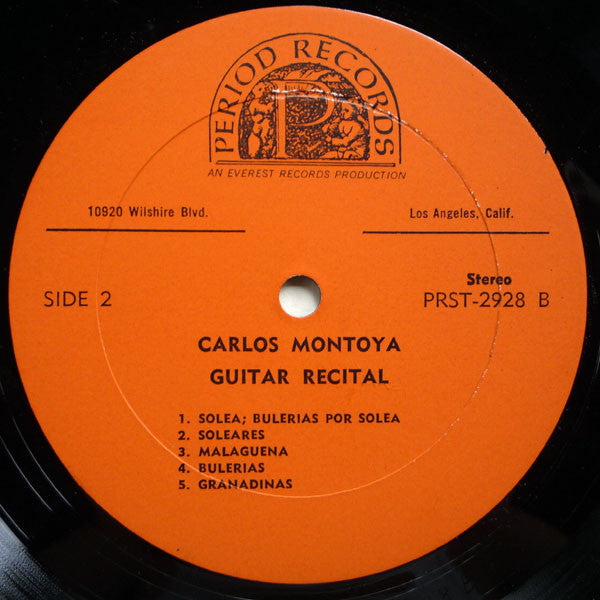 PERIOD RECORDS
P
AN EVEREST RECORDS PRODUCTION
10920 Wilshire Blvd.
Los Angeles, Calif.
Stereo
SIDE 2
PRST-2928 B
CARLOS MONTOYA
GUITAR RECITAL
1. SOLEA; BULERIAS POR SOLEA
2. SOLEARES
3. MALAGUENA
4. BULERIAS
5. GRANADINAS